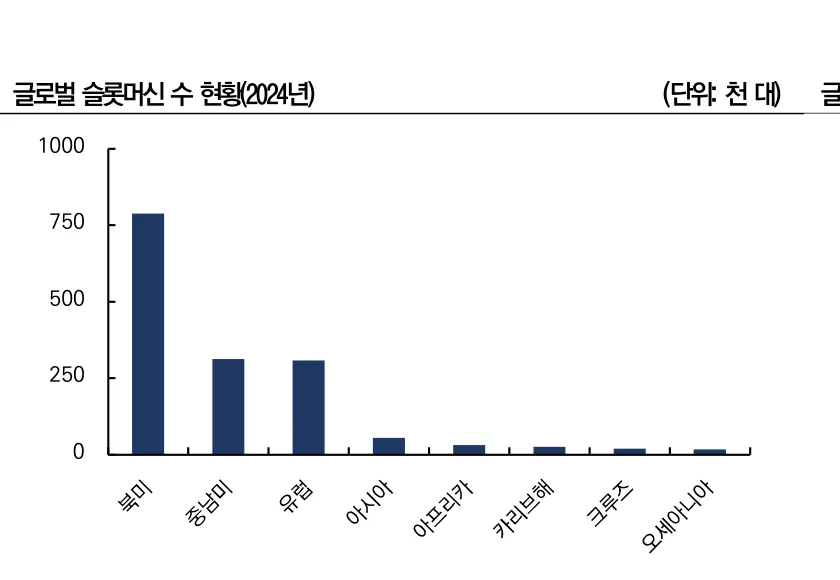 글로벌 슬롯머신 수 현황(2024년) (단위: 천 대)
1000
750
500
250
0
북미 중남미 유럽 아시아 아프리카 카리브해 크루즈 오세아니아